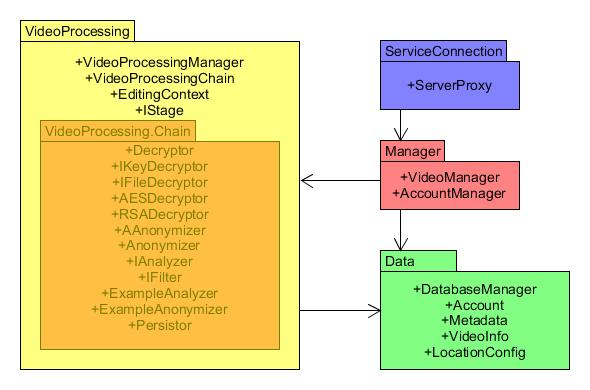 VideoProcessing
+VideoProcessingManager
+VideoProcessingChain
+EditingContext
+IStage
VideoProcessing.Chain
+Decryptor
+IKeyDecryptor
+IFileDecryptor
+AESDecryptor
+RSADecryptor
+AAnonymizer
+Anonymizer
+IAnalyzer
+IFilter
+ExampleAnalyzer
+ExampleAnonymizer
+Persistor
ServiceConnection
+ServerProxy
Manager
+VideoManager
+AccountManager
Data
+DatabaseManager
+Account
+Metadata
+VideoInfo
+LocationConfig